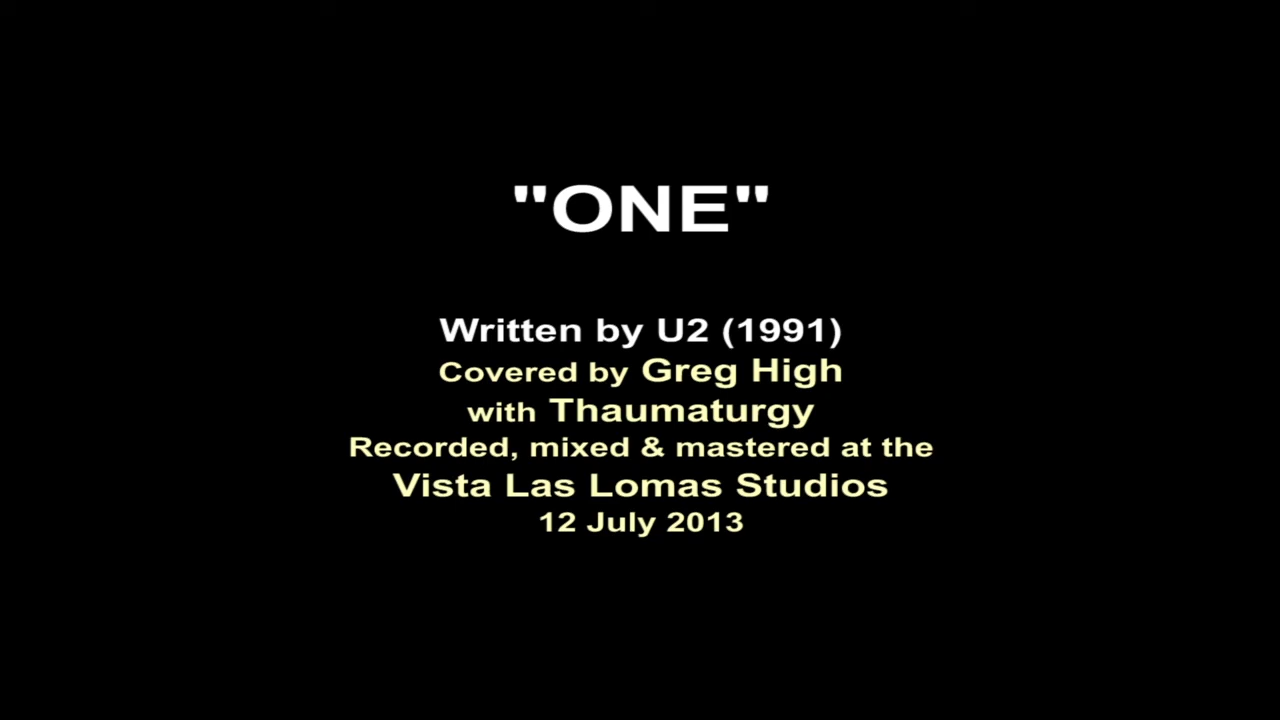 "ONE"
Written by U2 (1991)
Covered by Greg High
with Thaumaturgy
Recorded, mixed & mastered at the
Vista Las Lomas Studios
12 July 2013